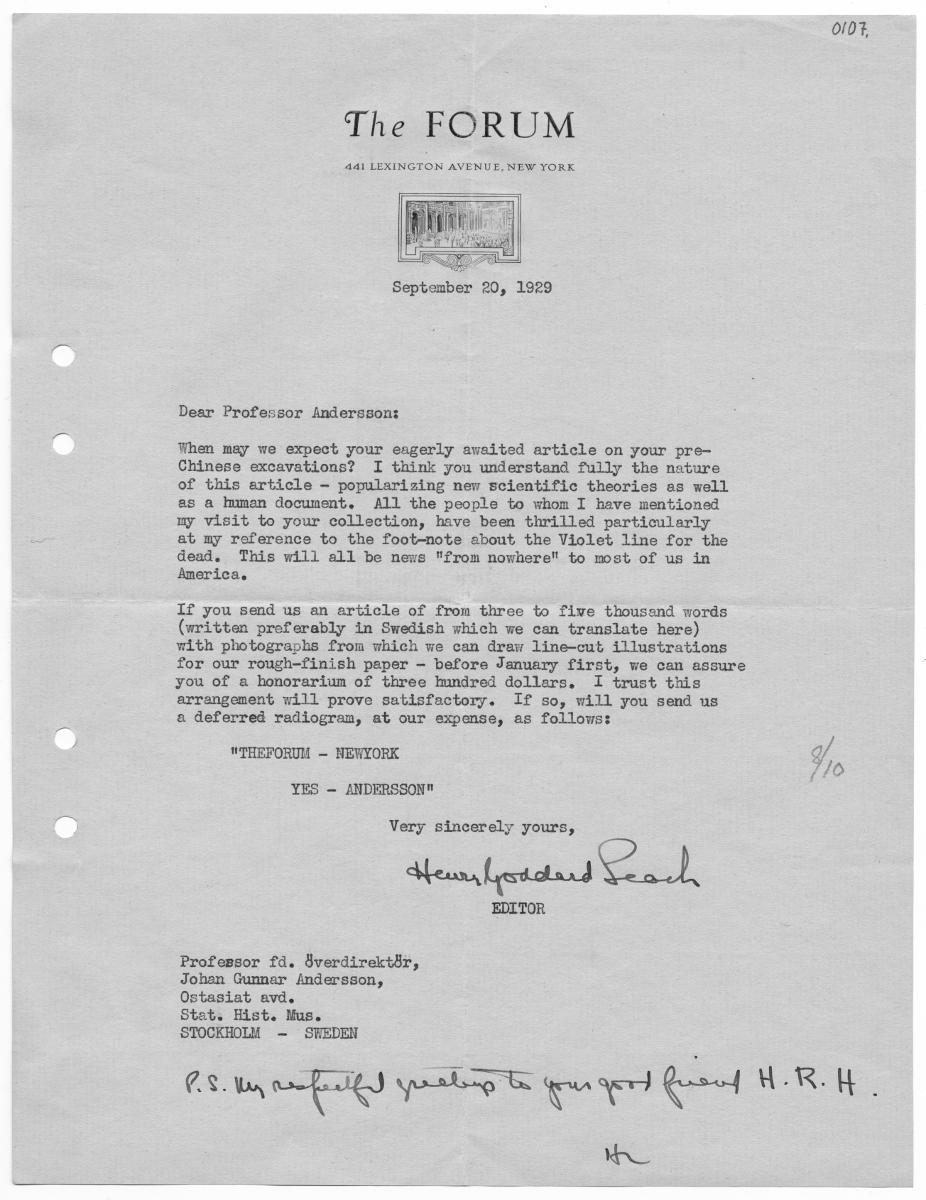 0107.
The FORUM
441 LEXINGTON AVENUE, NEW YORK
September 20, 1929
Dear Professor Andersson:
When may we expect your eagerly awaited article on your pre-
Chinese excavations? I think you understand fully the nature
of this article - popularizing new scientific theories as well
as a human document. All the people to whom I have mentioned
my visit to your collection, have been thrilled particularly
at my reference to the foot-note about the Violet line for the
dead. This will all be news "from nowhere" to most of us in
America.
If you send us an article of from three to five thousand words
(written preferably in Swedish which we can translate here)
with photographs from which we can draw line-cut illustrations
for our rough-finish paper - before January first, we can assure
you of a honorarium of three hundred dollars. I trust this
arrangement will prove satisfactory. If so, will you send us
a deferred radiogram, at our expense, as follows:
"THEFORUM - NEWYORK
YES - ANDERSSON"
8/10
Very sincerely yours,
Henry Goddard Leach
EDITOR
Professor fd. överdirektör,
Johan Gunnar Andersson,
Ostasiat avd.
Stat. Hist. Mus.
STOCKHOLM - SWEDEN
P.S. My respectful greetings to your good friend H. R. H.